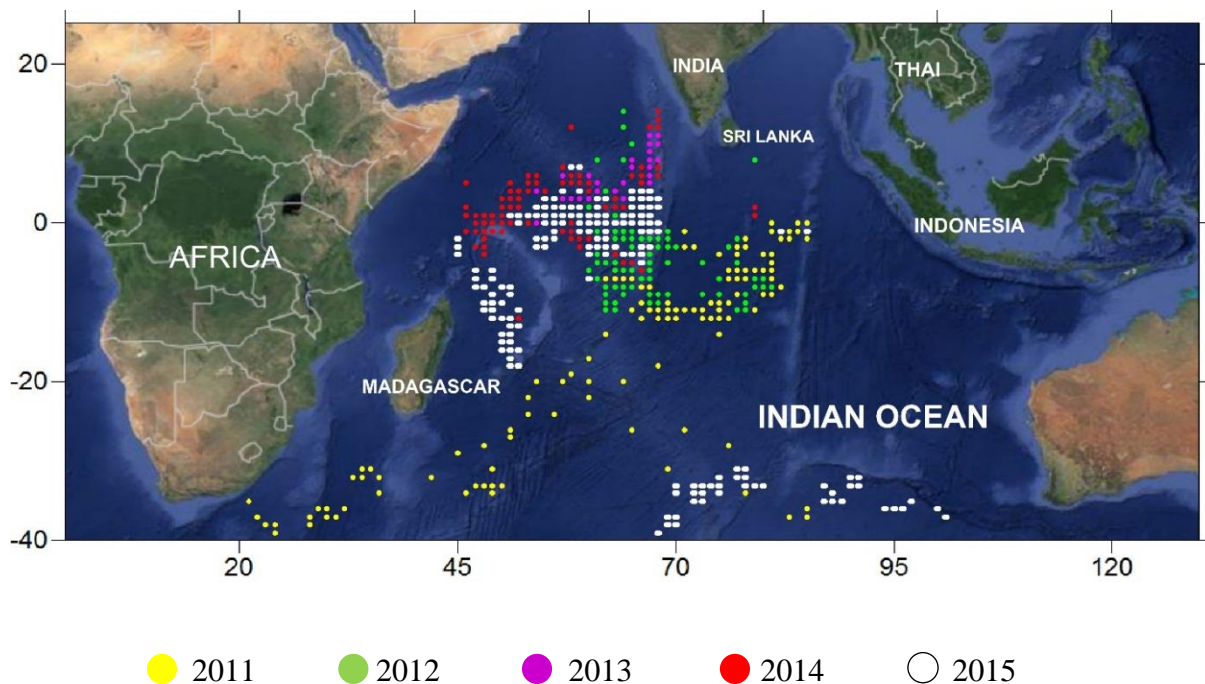 20
0
-20
-40
INDIA
THAI
SRI LANKA
AFRICA
INDONESIA
MADAGASCAR
INDIAN OCEAN
20 45 70 95 120
2011 2012 2013 2014 2015